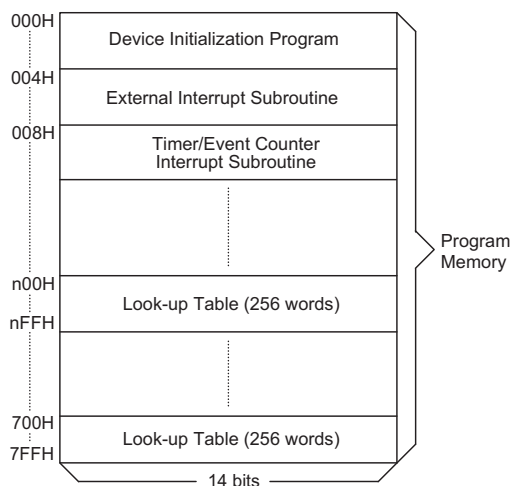 000H
Device Initialization Program
004H
External Interrupt Subroutine
008H
Timer/Event Counter
Interrupt Subroutine
Program
Memory
n00H
Look-up Table (256 words)
nFFH
700H
Look-up Table (256 words)
7FFH
14 bits